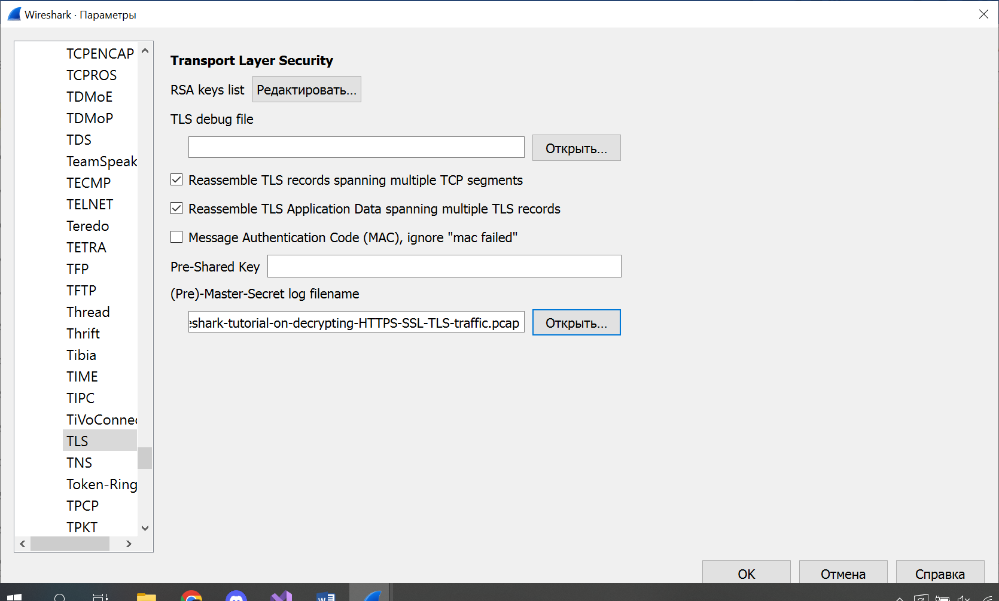 Wireshark · Параметры
TCPENCAP
TCPROS
TDMoE
TDMoP
TDS
TeamSpeak
TECMP
TELNET
Teredo
TETRA
TFP
TFTP
Thread
Thrift
Tibia
TIME
TIPC
TiVoConnec
TLS
TNS
Token-Ring
TPCP
TPKT
Transport Layer Security
RSA keys list Редактировать...
TLS debug file
Открыть...
Reassemble TLS records spanning multiple TCP segments
Reassemble TLS Application Data spanning multiple TLS records
Message Authentication Code (MAC), ignore "mac failed"
Pre-Shared Key
(Pre)-Master-Secret log filename
eshark-tutorial-on-decrypting-HTTPS-SSL-TLS-traffic.pcap Открыть...
OK Отмена Справка